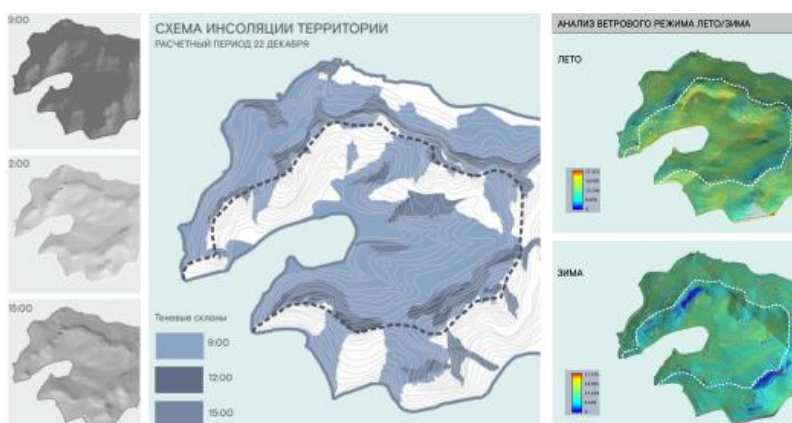 9:00
2:00
15:00
СХЕМА ИНСОЛЯЦИИ ТЕРРИТОРИИ
РАСЧЕТНЫЙ ПЕРИОД 22 ДЕКАБРЯ
Теневые склоны
9:00
12:00
15:00
АНАЛИЗ ВЕТРОВОГО РЕЖИМА ЛЕТО/ЗИМА
ЛЕТО
ЗИМА